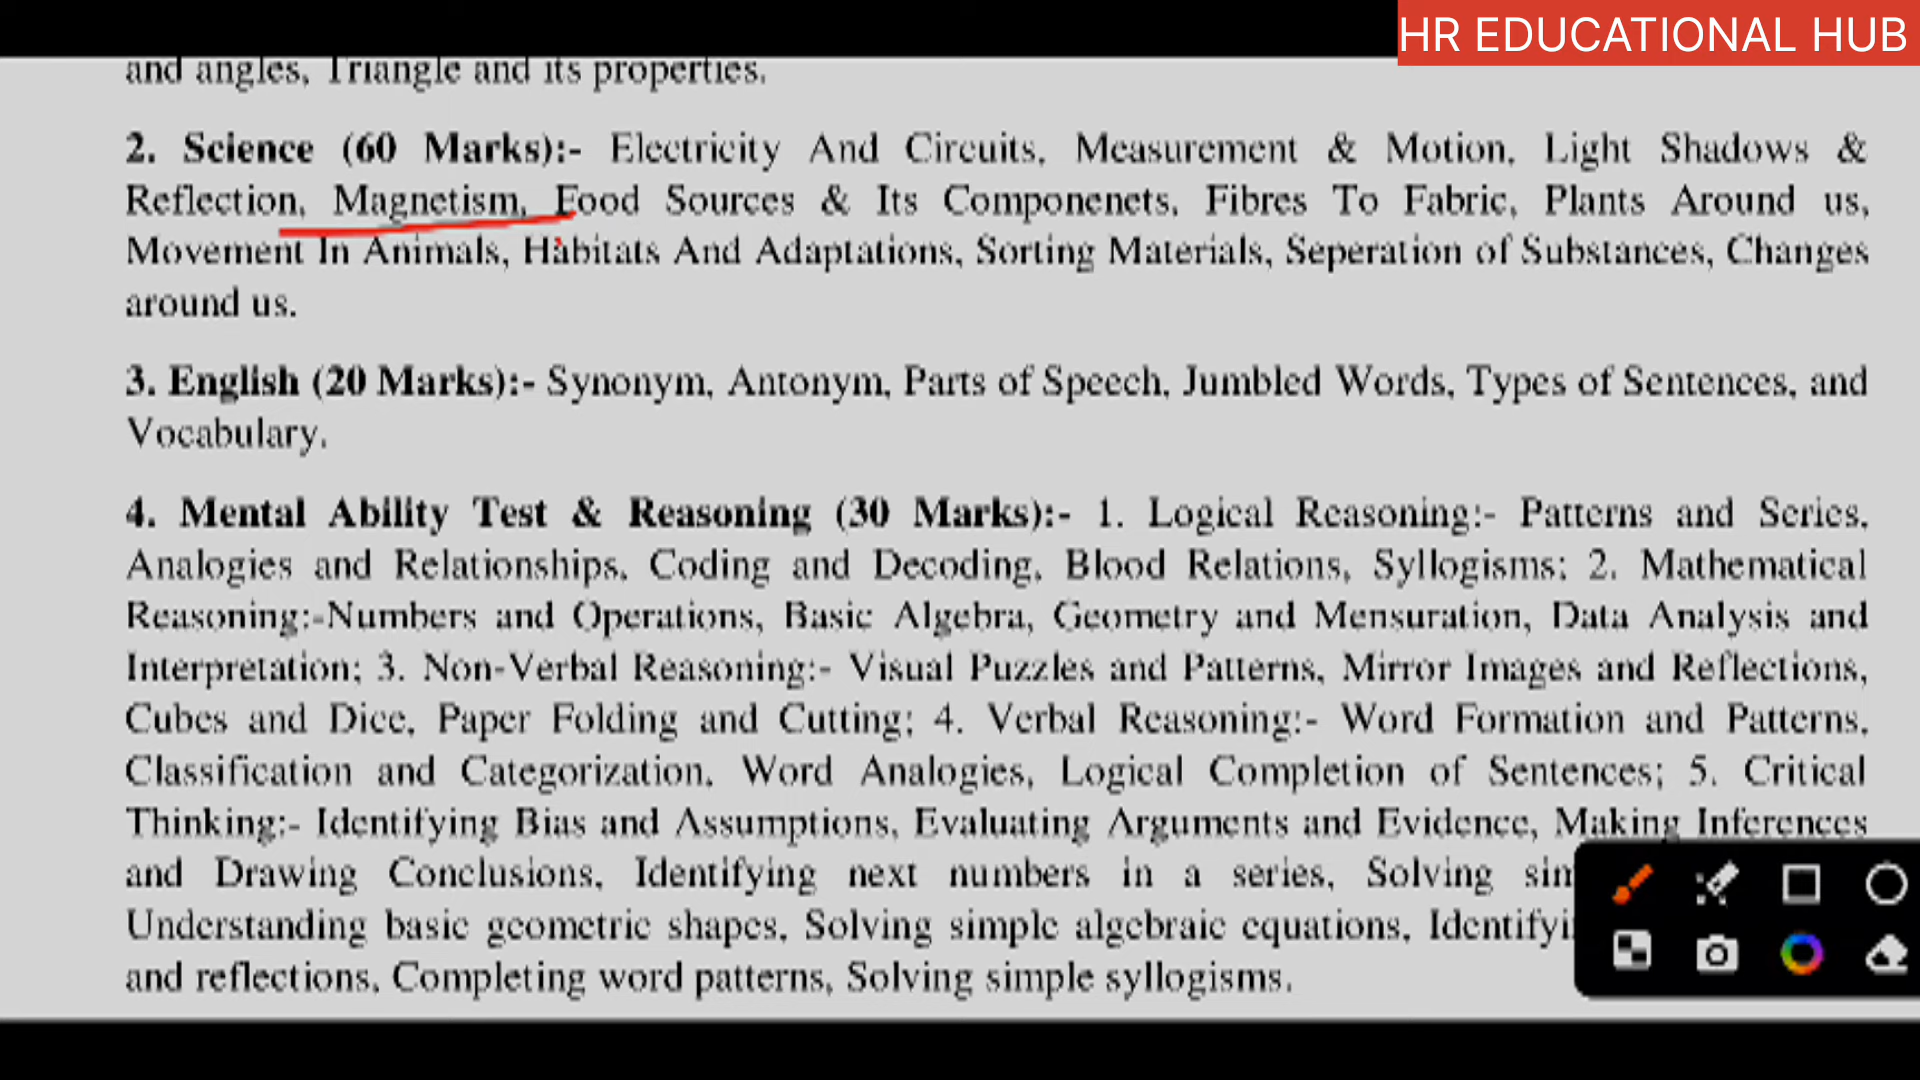 HR EDUCATIONAL HUB
and angles, Triangle and its properties.
2. Science (60 Marks):- Electricity And Circuits, Measurement & Motion, Light Shadows &
Reflection, Magnetism, Food Sources & Its Componenets, Fibres To Fabric, Plants Around us,
Movement In Animals, Habitats And Adaptations, Sorting Materials, Seperation of Substances, Changes
around us.
3. English (20 Marks):- Synonym, Antonym, Parts of Speech, Jumbled Words, Types of Sentences, and
Vocabulary.
4. Mental Ability Test & Reasoning (30 Marks):- 1. Logical Reasoning:- Patterns and Series,
Analogies and Relationships, Coding and Decoding, Blood Relations, Syllogisms; 2. Mathematical
Reasoning:-Numbers and Operations, Basic Algebra, Geometry and Mensuration, Data Analysis and
Interpretation; 3. Non-Verbal Reasoning:- Visual Puzzles and Patterns, Mirror Images and Reflections,
Cubes and Dice, Paper Folding and Cutting; 4. Verbal Reasoning:- Word Formation and Patterns,
Classification and Categorization, Word Analogies, Logical Completion of Sentences; 5. Critical
Thinking:- Identifying Bias and Assumptions, Evaluating Arguments and Evidence, Making Inferences
and Drawing Conclusions, Identifying next numbers in a series, Solving
Understanding basic geometric shapes, Solving simple algebraic equations,
and reflections, Completing word patterns, Solving simple syllogisms.